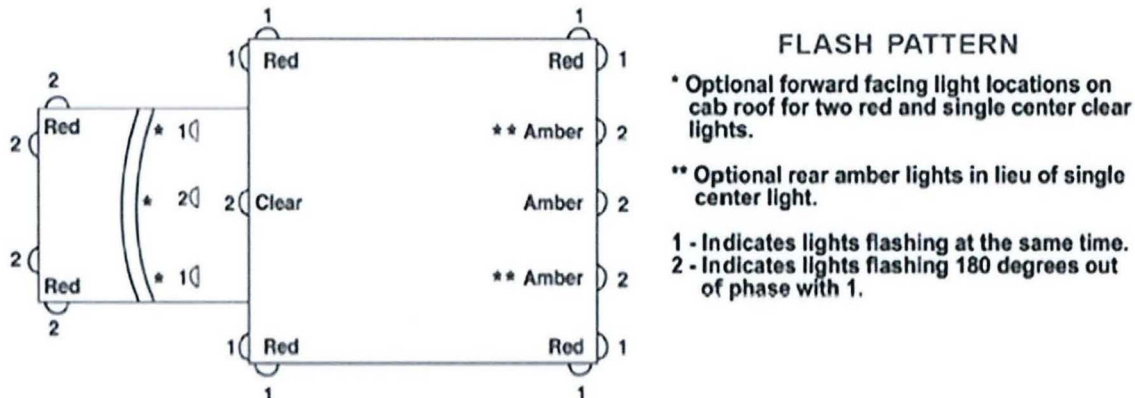 1 1
1 Red Red 1
2
Red
2
* 1
** Amber 2
* 2
2 Clear
Amber 2
* 1
** Amber 2
2
Red
2
1 Red Red 1
1 1
FLASH PATTERN
* Optional forward facing light locations on
cab roof for two red and single center clear
lights.
** Optional rear amber lights in lieu of single
center light.
1 - Indicates lights flashing at the same time.
2 - Indicates lights flashing 180 degrees out
of phase with 1.